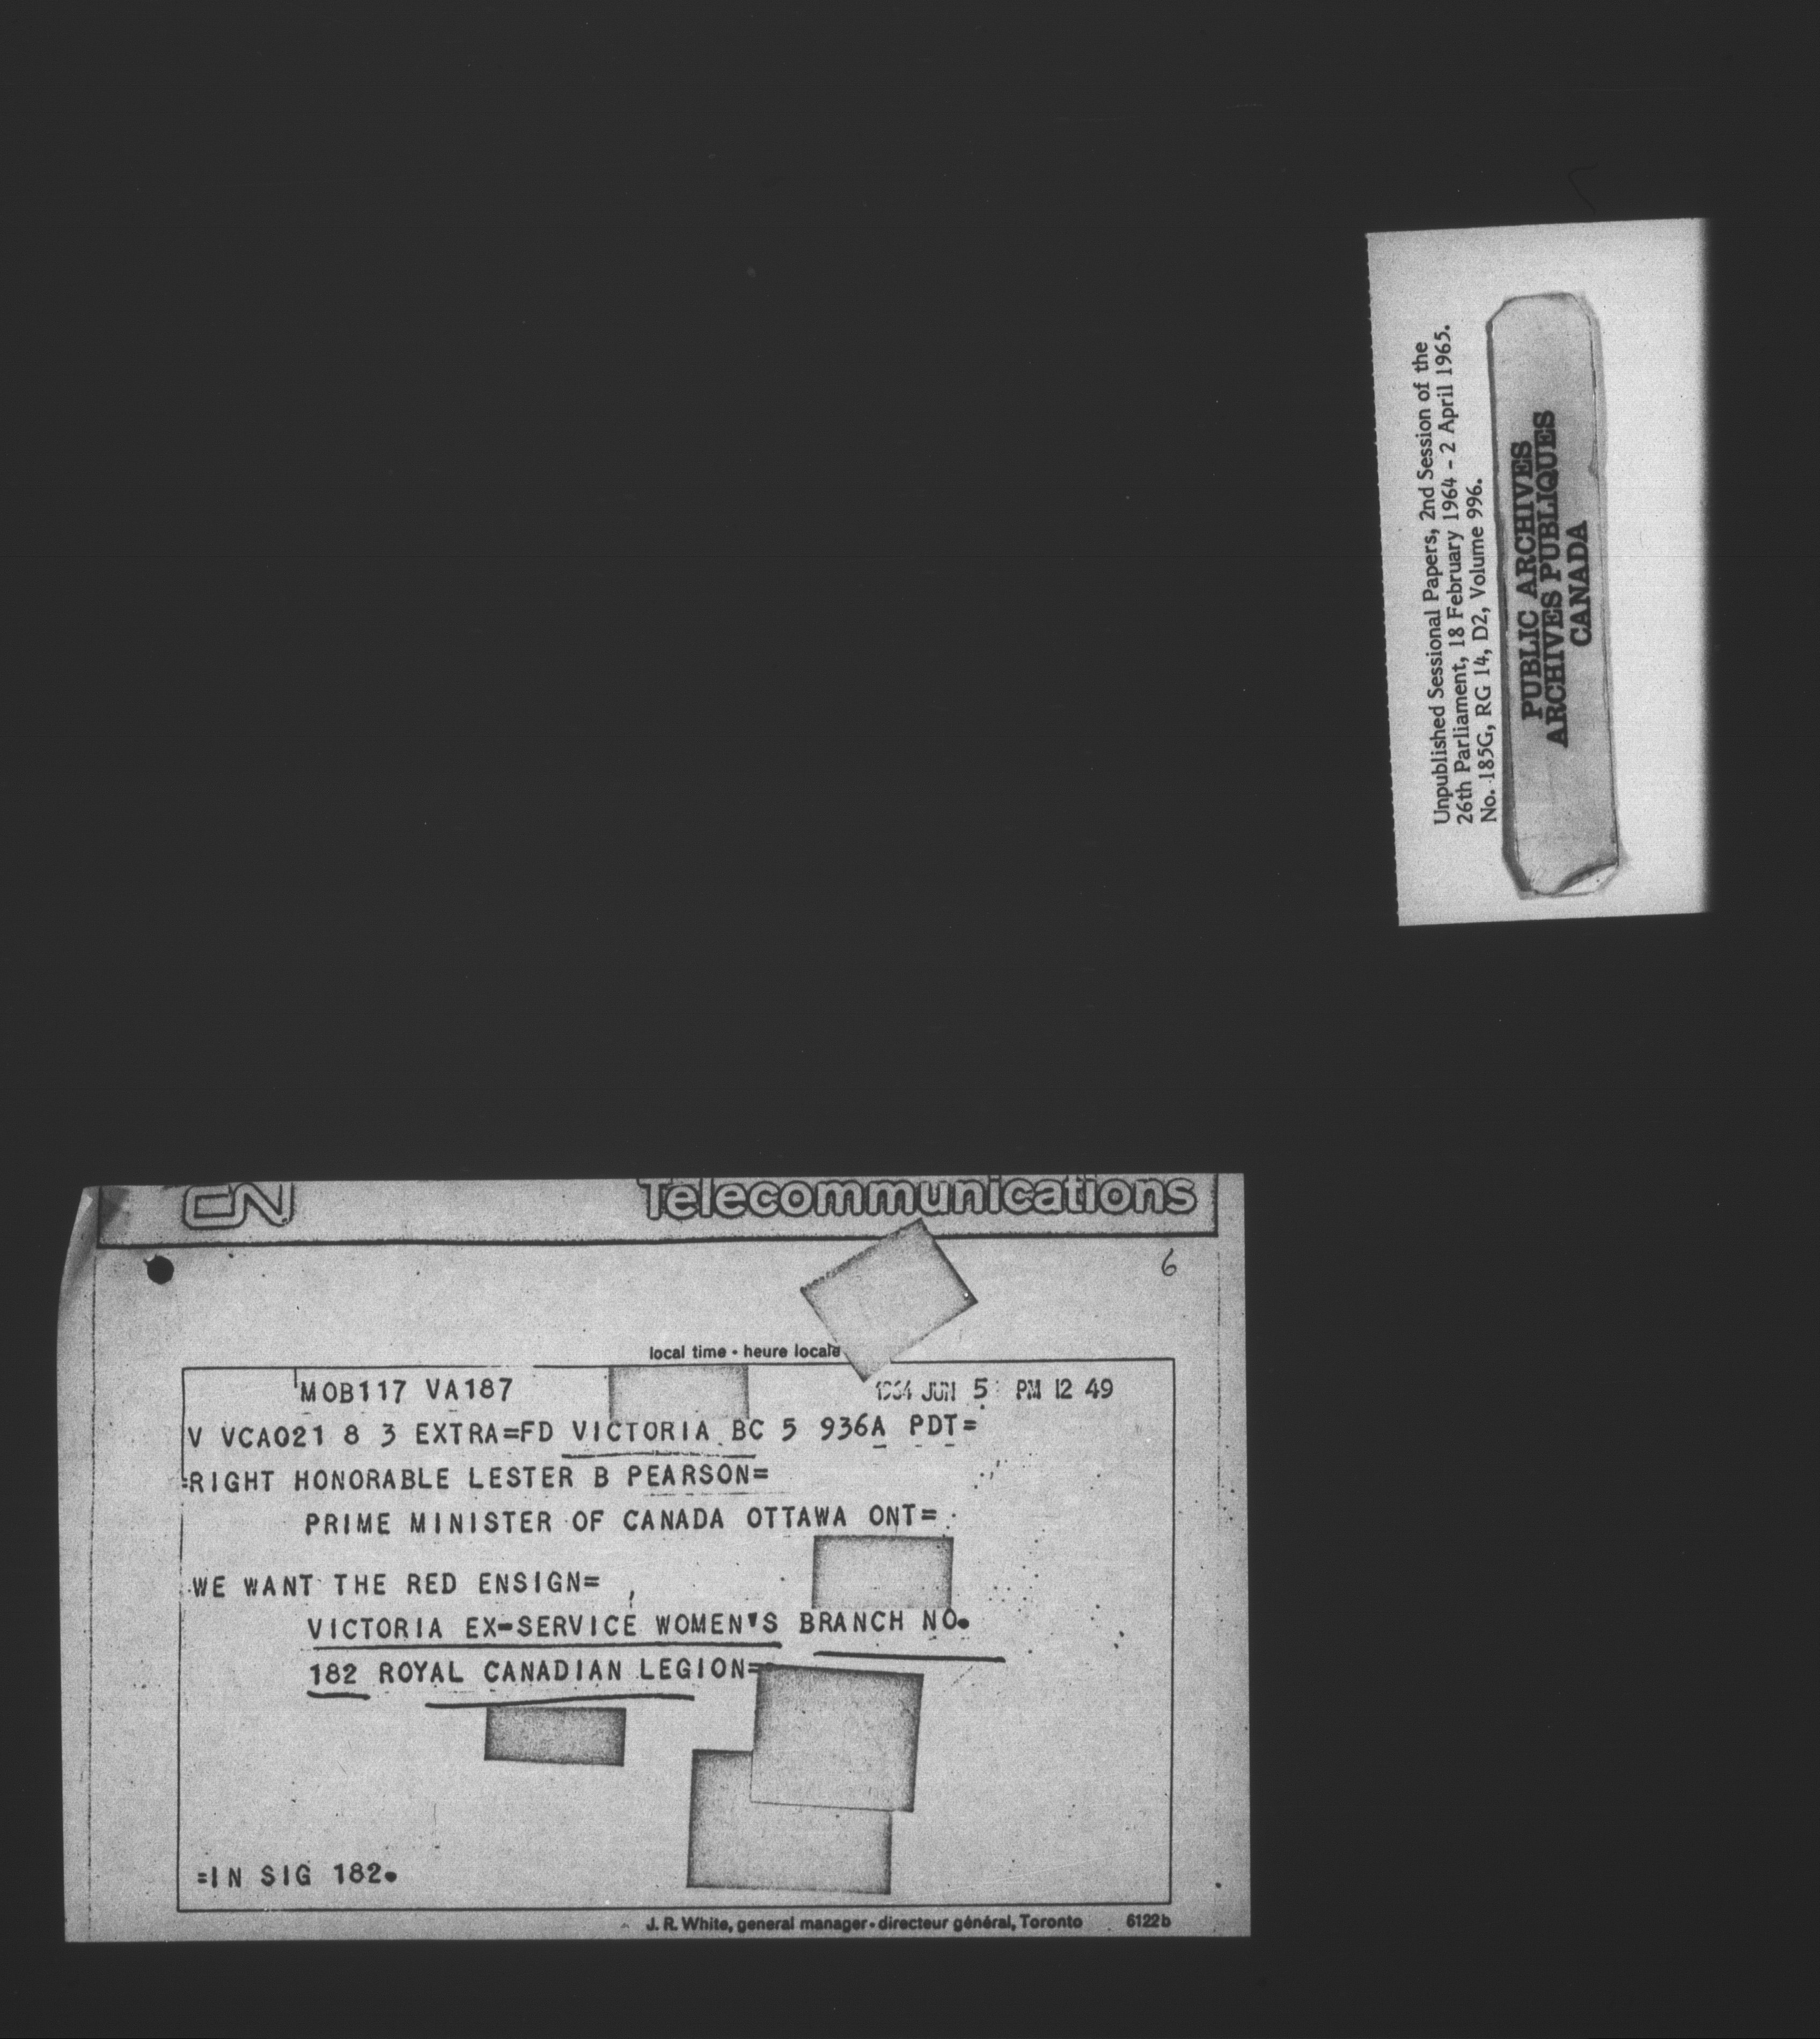 Unpublished Sessional Papers, 2nd Session of the
26th Parliament, 18 February 1964 - 2 April 1965.
No. 185G, RG 14, D2, Volume 996.
PUBLIC ARCHIVES
ARCHIVES PUBLIQUES
CANADA
CN Telecommunications
6
local time - heure locale
MOB117 VA187 1964 JUN 5 PM 12 49
V VCA021 8 3 EXTRA=FD VICTORIA BC 5 936A PDT=
=RIGHT HONORABLE LESTER B PEARSON=
PRIME MINISTER OF CANADA OTTAWA ONT=
WE WANT THE RED ENSIGN=
VICTORIA EX-SERVICE WOMEN'S BRANCH NO.
182 ROYAL CANADIAN LEGION=
=IN SIG 182.
J. R. White, general manager - directeur général, Toronto 6122b